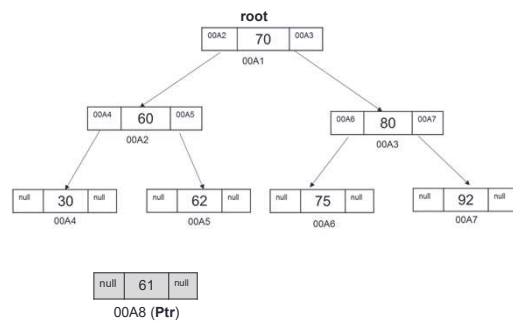 root
00A2 70 00A3
00A1
00A4 60 00A5
00A2
00A6 80 00A7
00A3
null 30 null
00A4
null 62 null
00A5
null 75 null
00A6
null 92 null
00A7
null 61 null
00A8 (Ptr)